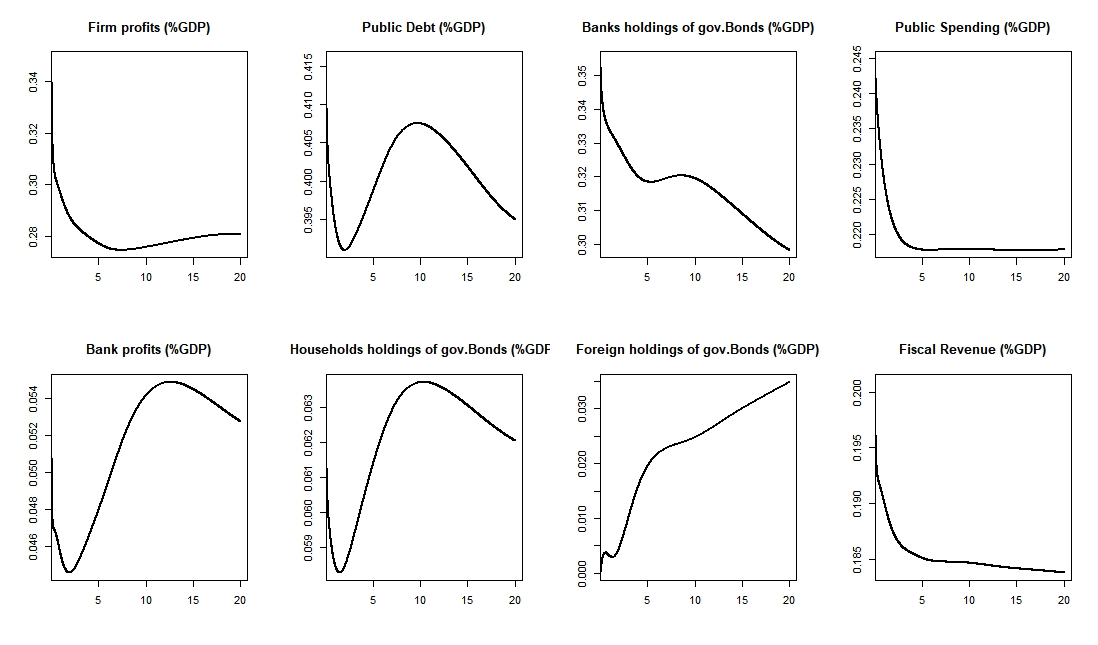 Firm profits (%GDP)
0.34
0.32
0.30
0.28
5 10 15 20
Public Debt (%GDP)
0.415
0.410
0.405
0.400
0.395
5 10 15 20
Banks holdings of gov.Bonds (%GDP)
0.35
0.34
0.33
0.32
0.31
0.30
5 10 15 20
Public Spending (%GDP)
0.245
0.240
0.235
0.230
0.225
0.220
5 10 15 20
Bank profits (%GDP)
0.054
0.052
0.050
0.048
0.046
5 10 15 20
Households holdings of gov.Bonds (%GDF
0.063
0.062
0.061
0.060
0.059
5 10 15 20
Foreign holdings of gov.Bonds (%GDP)
0.030
0.020
0.010
0.000
5 10 15 20
Fiscal Revenue (%GDP)
0.200
0.195
0.190
0.185
5 10 15 20